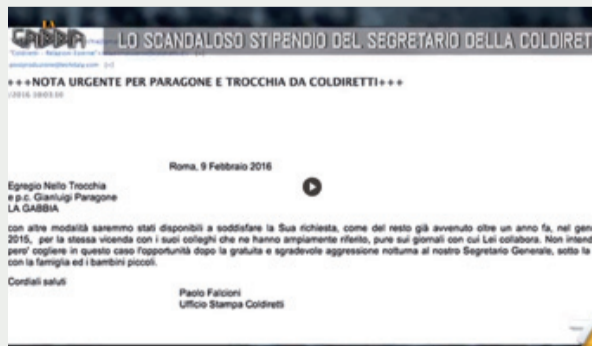 LA
GABBIA
LO SCANDALOSO STIPENDIO DEL SEGRETARIO DELLA COLDIRET
+++NOTA URGENTE PER PARAGONE E TROCCHIA DA COLDIRETTI+++
Roma, 9 Febbraio 2016
Egregio Nello Trocchia
e p.c. Gianluigi Paragone
LA GABBIA
con altre modalità saremmo stati disponibili a soddisfare la Sua richiesta, come del resto già avvenuto oltre un anno fa, nel gen
2015, per la stessa vicenda con i suoi colleghi che ne hanno ampiamente riferito, pure sui giornali con cui Lei collabora. Non intend
pero' cogliere in questo caso l'opportunità dopo la gratuita e sgradevole aggressione notturna al nostro Segretario Generale, sotto la
con la famiglia ed i bambini piccoli.
Cordiali saluti
Paolo Falcioni
Ufficio Stampa Coldiretti